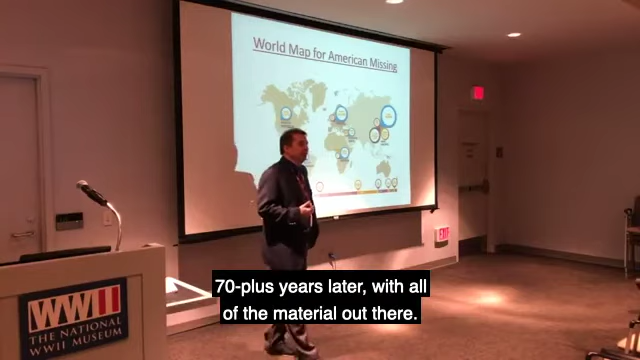 World Map for American Missing
EXIT
EXIT
WWII
THE NATIONAL
WWII MUSEUM
70-plus years later, with all
of the material out there.